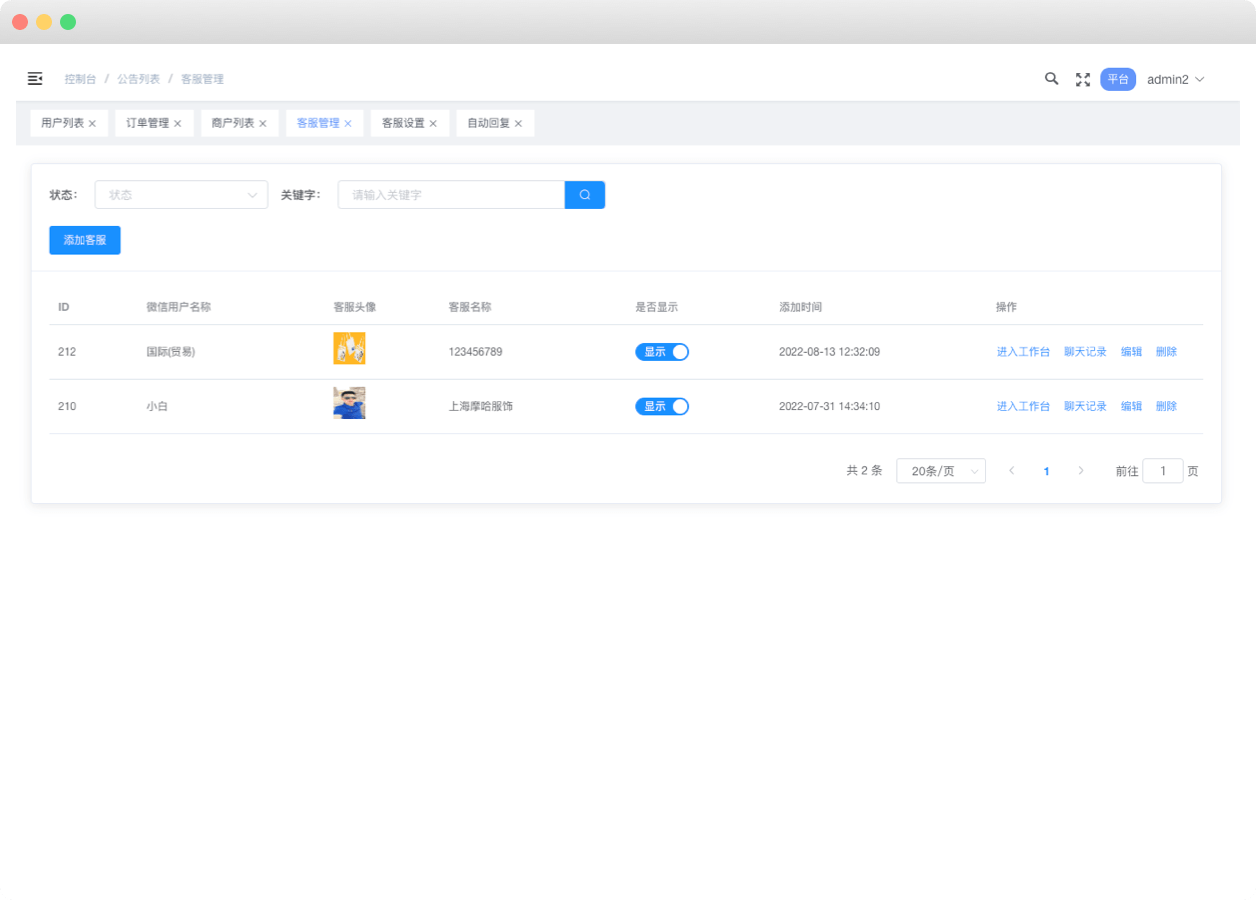 控制台 / 公告列表 / 客服管理
平台 admin2
用户列表 × 订单管理 × 商户列表 × 客服管理 × 客服设置 × 自动回复 ×
状态： 状态 关键字： 请输入关键字
添加客服
ID 微信用户名称 客服头像 客服名称 是否显示 添加时间 操作
212 国际(贸易) 123456789 显示 2022-08-13 12:32:09 进入工作台 聊天记录 编辑 删除
210 小白 上海摩哈服饰 显示 2022-07-31 14:34:10 进入工作台 聊天记录 编辑 删除
共 2 条 20条/页 1 前往 1 页